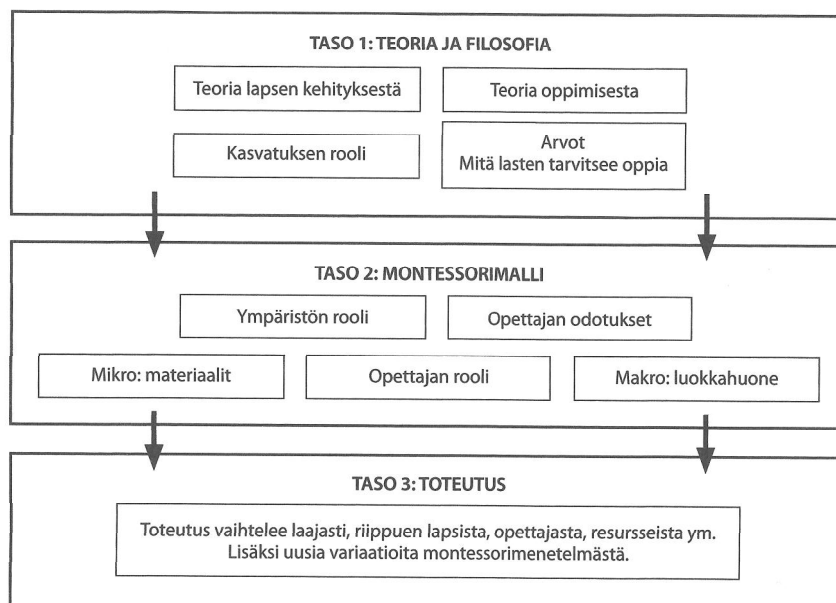 TASO 1: TEORIA JA FILOSOFIA
Teoria lapsen kehityksestä
Teoria oppimisesta
Kasvatuksen rooli
Arvot
Mitä lasten tarvitsee oppia
TASO 2: MONTESSORIMALLI
Ympäristön rooli
Opettajan odotukset
Mikro: materiaalit
Opettajan rooli
Makro: luokkahuone
TASO 3: TOTEUTUS
Toteutus vaihtelee laajasti, riippuen lapsista, opettajasta, resursseista ym.
Lisäksi uusia variaatioita montessorimenetelmästä.